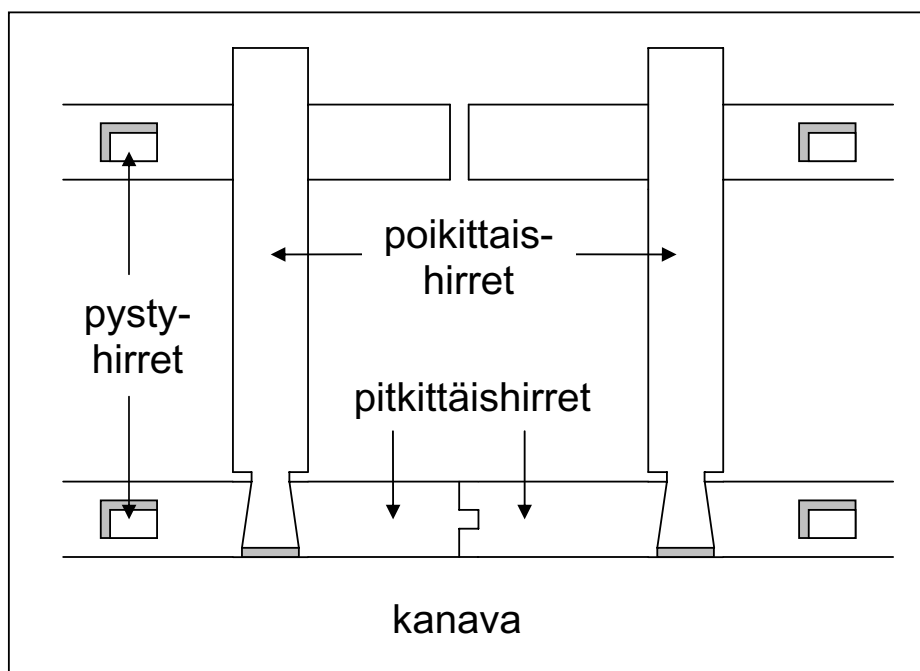 poikittais-
hirret
pysty-
hirret
pitkittäishirret
kanava